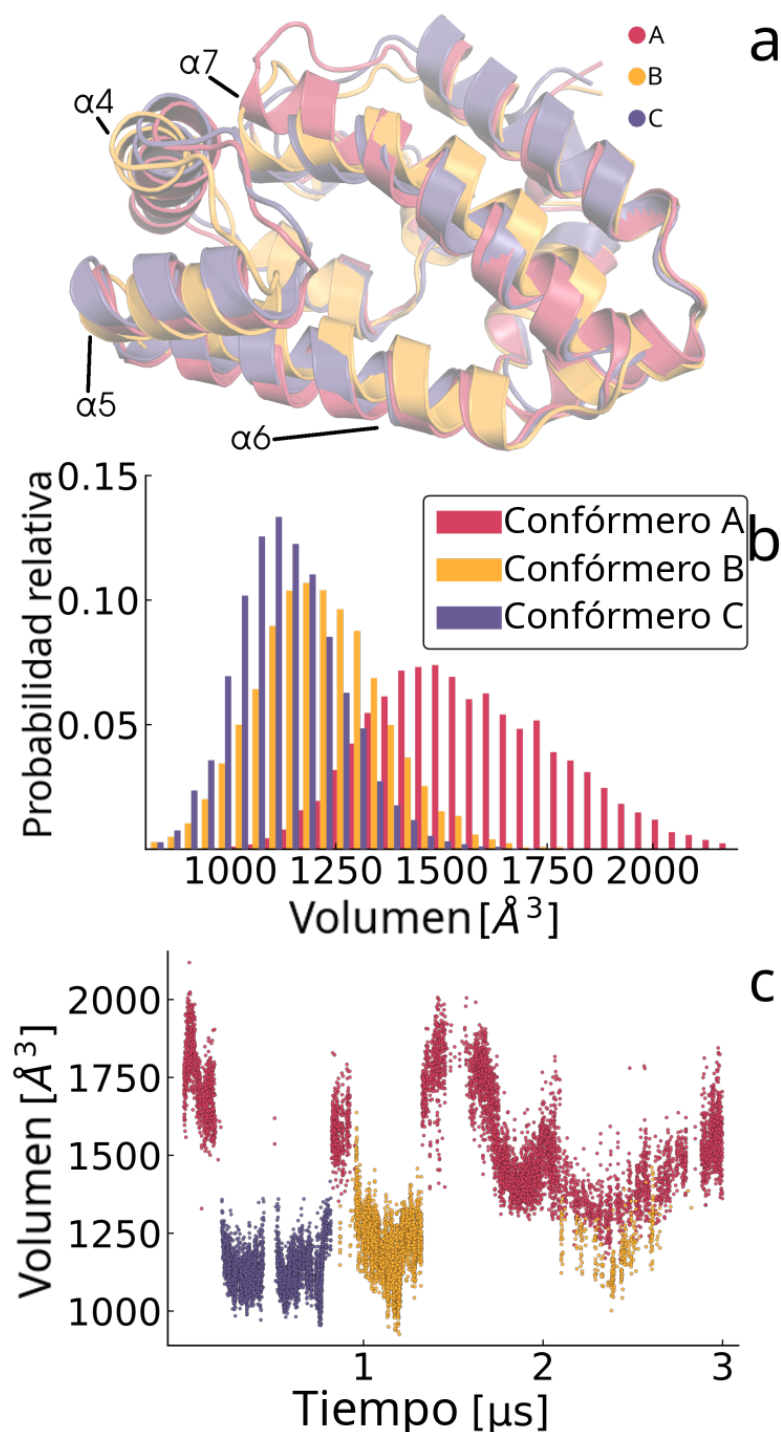 a
A
B
C
α7
α4
α5
α6
b
Probabilidad relativa
0.15
0.10
0.05
Confórmero A
Confórmero B
Confórmero C
1000 1250 1500 1750 2000
Volumen [Å³]
c
Volumen [Å³]
2000
1750
1500
1250
1000
1 2 3
Tiempo [μs]